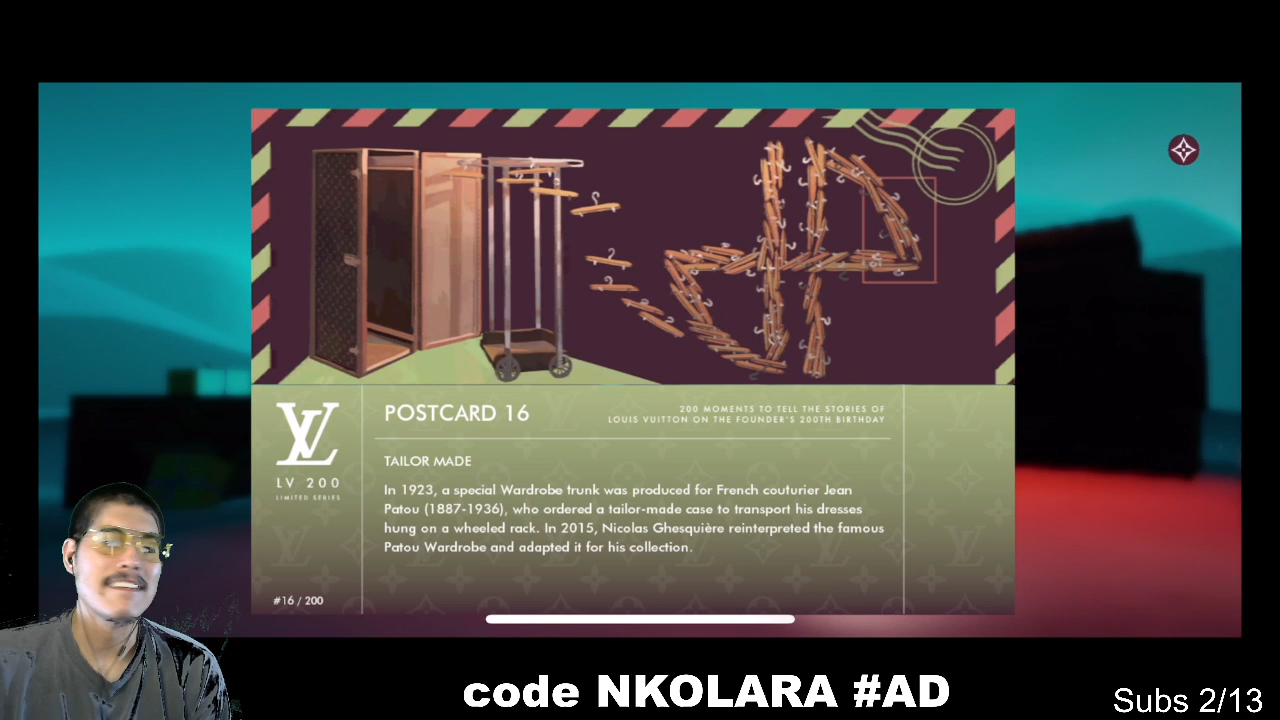 POSTCARD 16
200 MOMENTS TO TELL THE STORIES OF
LOUIS VUITTON ON THE FOUNDER'S 200TH BIRTHDAY
LV
LV 200
LIMITED SERIES
TAILOR MADE
In 1923, a special Wardrobe trunk was produced for French couturier Jean
Patou (1887-1936), who ordered a tailor-made case to transport his dresses
hung on a wheeled rack. In 2015, Nicolas Ghesquière reinterpreted the famous
Patou Wardrobe and adapted it for his collection.
#16 / 200
code NKOLARA #AD
Subs 2/13